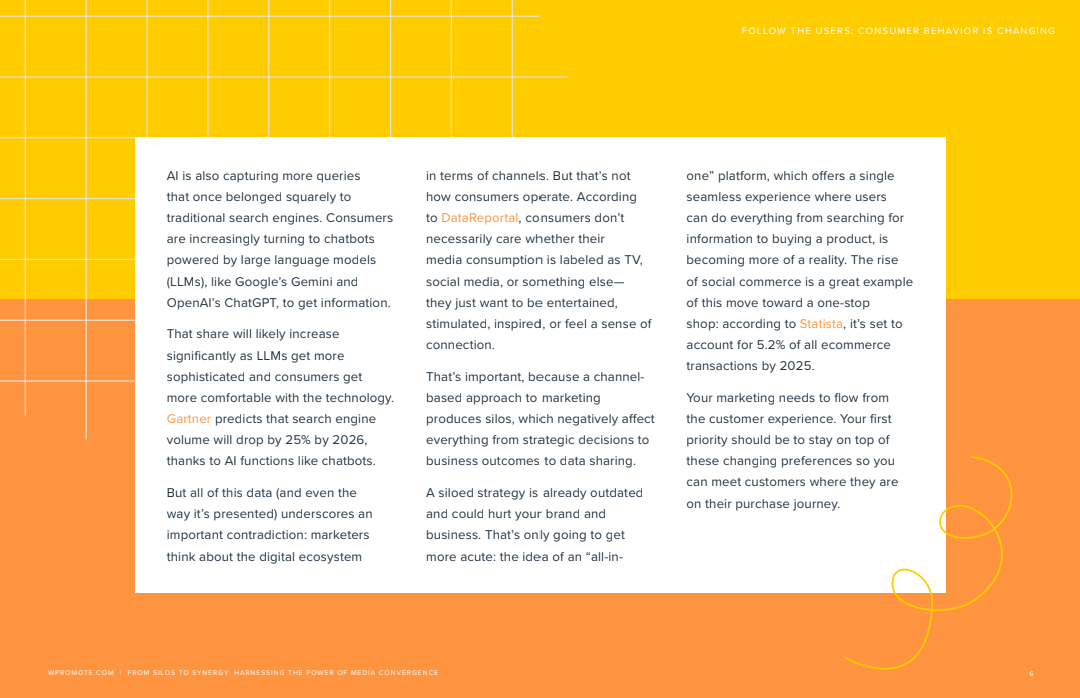 FOLLOW THE USERS: CONSUMER BEHAVIOR IS CHANGING
AI is also capturing more queries
that once belonged squarely to
traditional search engines. Consumers
are increasingly turning to chatbots
powered by large language models
(LLMs), like Google's Gemini and
OpenAI's ChatGPT, to get information.
That share will likely increase
significantly as LLMs get more
sophisticated and consumers get
more comfortable with the technology.
Gartner predicts that search engine
volume will drop by 25% by 2026,
thanks to AI functions like chatbots.
But all of this data (and even the
way it's presented) underscores an
important contradiction: marketers
think about the digital ecosystem
in terms of channels. But that's not
how consumers operate. According
to DataReportal, consumers don't
necessarily care whether their
media consumption is labeled as TV,
social media, or something else—
they just want to be entertained,
stimulated, inspired, or feel a sense of
connection.
That's important, because a channel-
based approach to marketing
produces silos, which negatively affect
everything from strategic decisions to
business outcomes to data sharing.
A siloed strategy is already outdated
and could hurt your brand and
business. That's only going to get
more acute: the idea of an “all-in-
one” platform, which offers a single
seamless experience where users
can do everything from searching for
information to buying a product, is
becoming more of a reality. The rise
of social commerce is a great example
of this move toward a one-stop
shop: according to Statista, it's set to
account for 5.2% of all ecommerce
transactions by 2025.
Your marketing needs to flow from
the customer experience. Your first
priority should be to stay on top of
these changing preferences so you
can meet customers where they are
on their purchase journey.
WPROMOTE.COM | FROM SILOS TO SYNERGY: HARNESSING THE POWER OF MEDIA CONVERGENCE
6